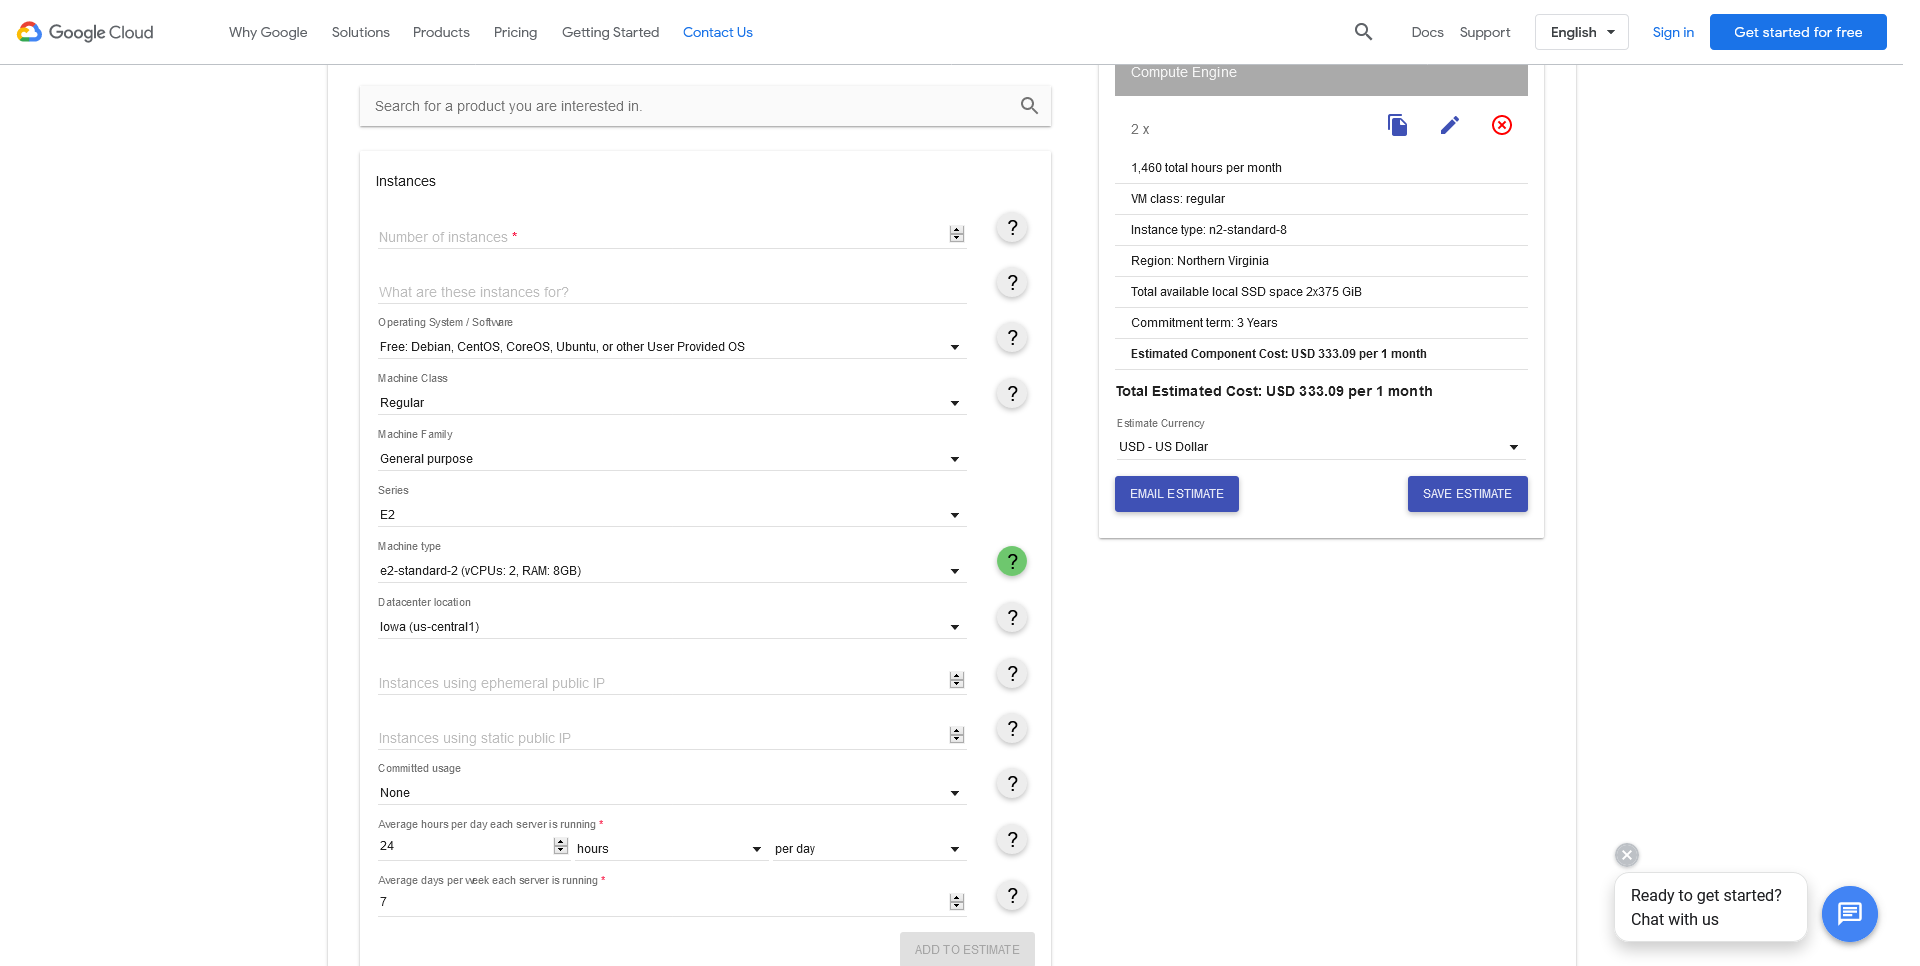 Google Cloud
Why Google
Solutions
Products
Pricing
Getting Started
Contact Us
Docs
Support
English
Sign in
Get started for free
Search for a product you are interested in.
Instances
Number of instances *
?
What are these instances for?
?
Operating System / Software
Free: Debian, CentOS, CoreOS, Ubuntu, or other User Provided OS
?
Machine Class
Regular
?
Machine Family
General purpose
Series
E2
Machine type
e2-standard-2 (vCPUs: 2, RAM: 8GB)
?
Datacenter location
Iowa (us-central1)
?
Instances using ephemeral public IP
?
Instances using static public IP
?
Committed usage
None
?
Average hours per day each server is running *
24
hours
per day
?
Average days per week each server is running *
7
?
ADD TO ESTIMATE
Compute Engine
2 x
1,460 total hours per month
VM class: regular
Instance type: n2-standard-8
Region: Northern Virginia
Total available local SSD space 2x375 GiB
Commitment term: 3 Years
Estimated Component Cost: USD 333.09 per 1 month
Total Estimated Cost: USD 333.09 per 1 month
Estimate Currency
USD - US Dollar
EMAIL ESTIMATE
SAVE ESTIMATE
Ready to get started?
Chat with us